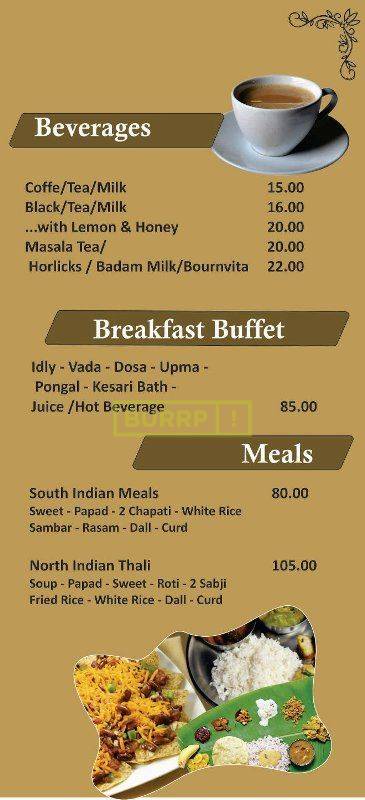 Beverages
Coffe/Tea/Milk 15.00
Black/Tea/Milk 16.00
...with Lemon & Honey 20.00
Masala Tea/ 20.00
Horlicks / Badam Milk/Bournvita 22.00
Breakfast Buffet
Idly - Vada - Dosa - Upma -
Pongal - Kesari Bath -
Juice /Hot Beverage 85.00
BURRP!
Meals
South Indian Meals 80.00
Sweet - Papad - 2 Chapati - White Rice
Sambar - Rasam - Dall - Curd
North Indian Thali 105.00
Soup - Papad - Sweet - Roti - 2 Sabji
Fried Rice - White Rice - Dall - Curd